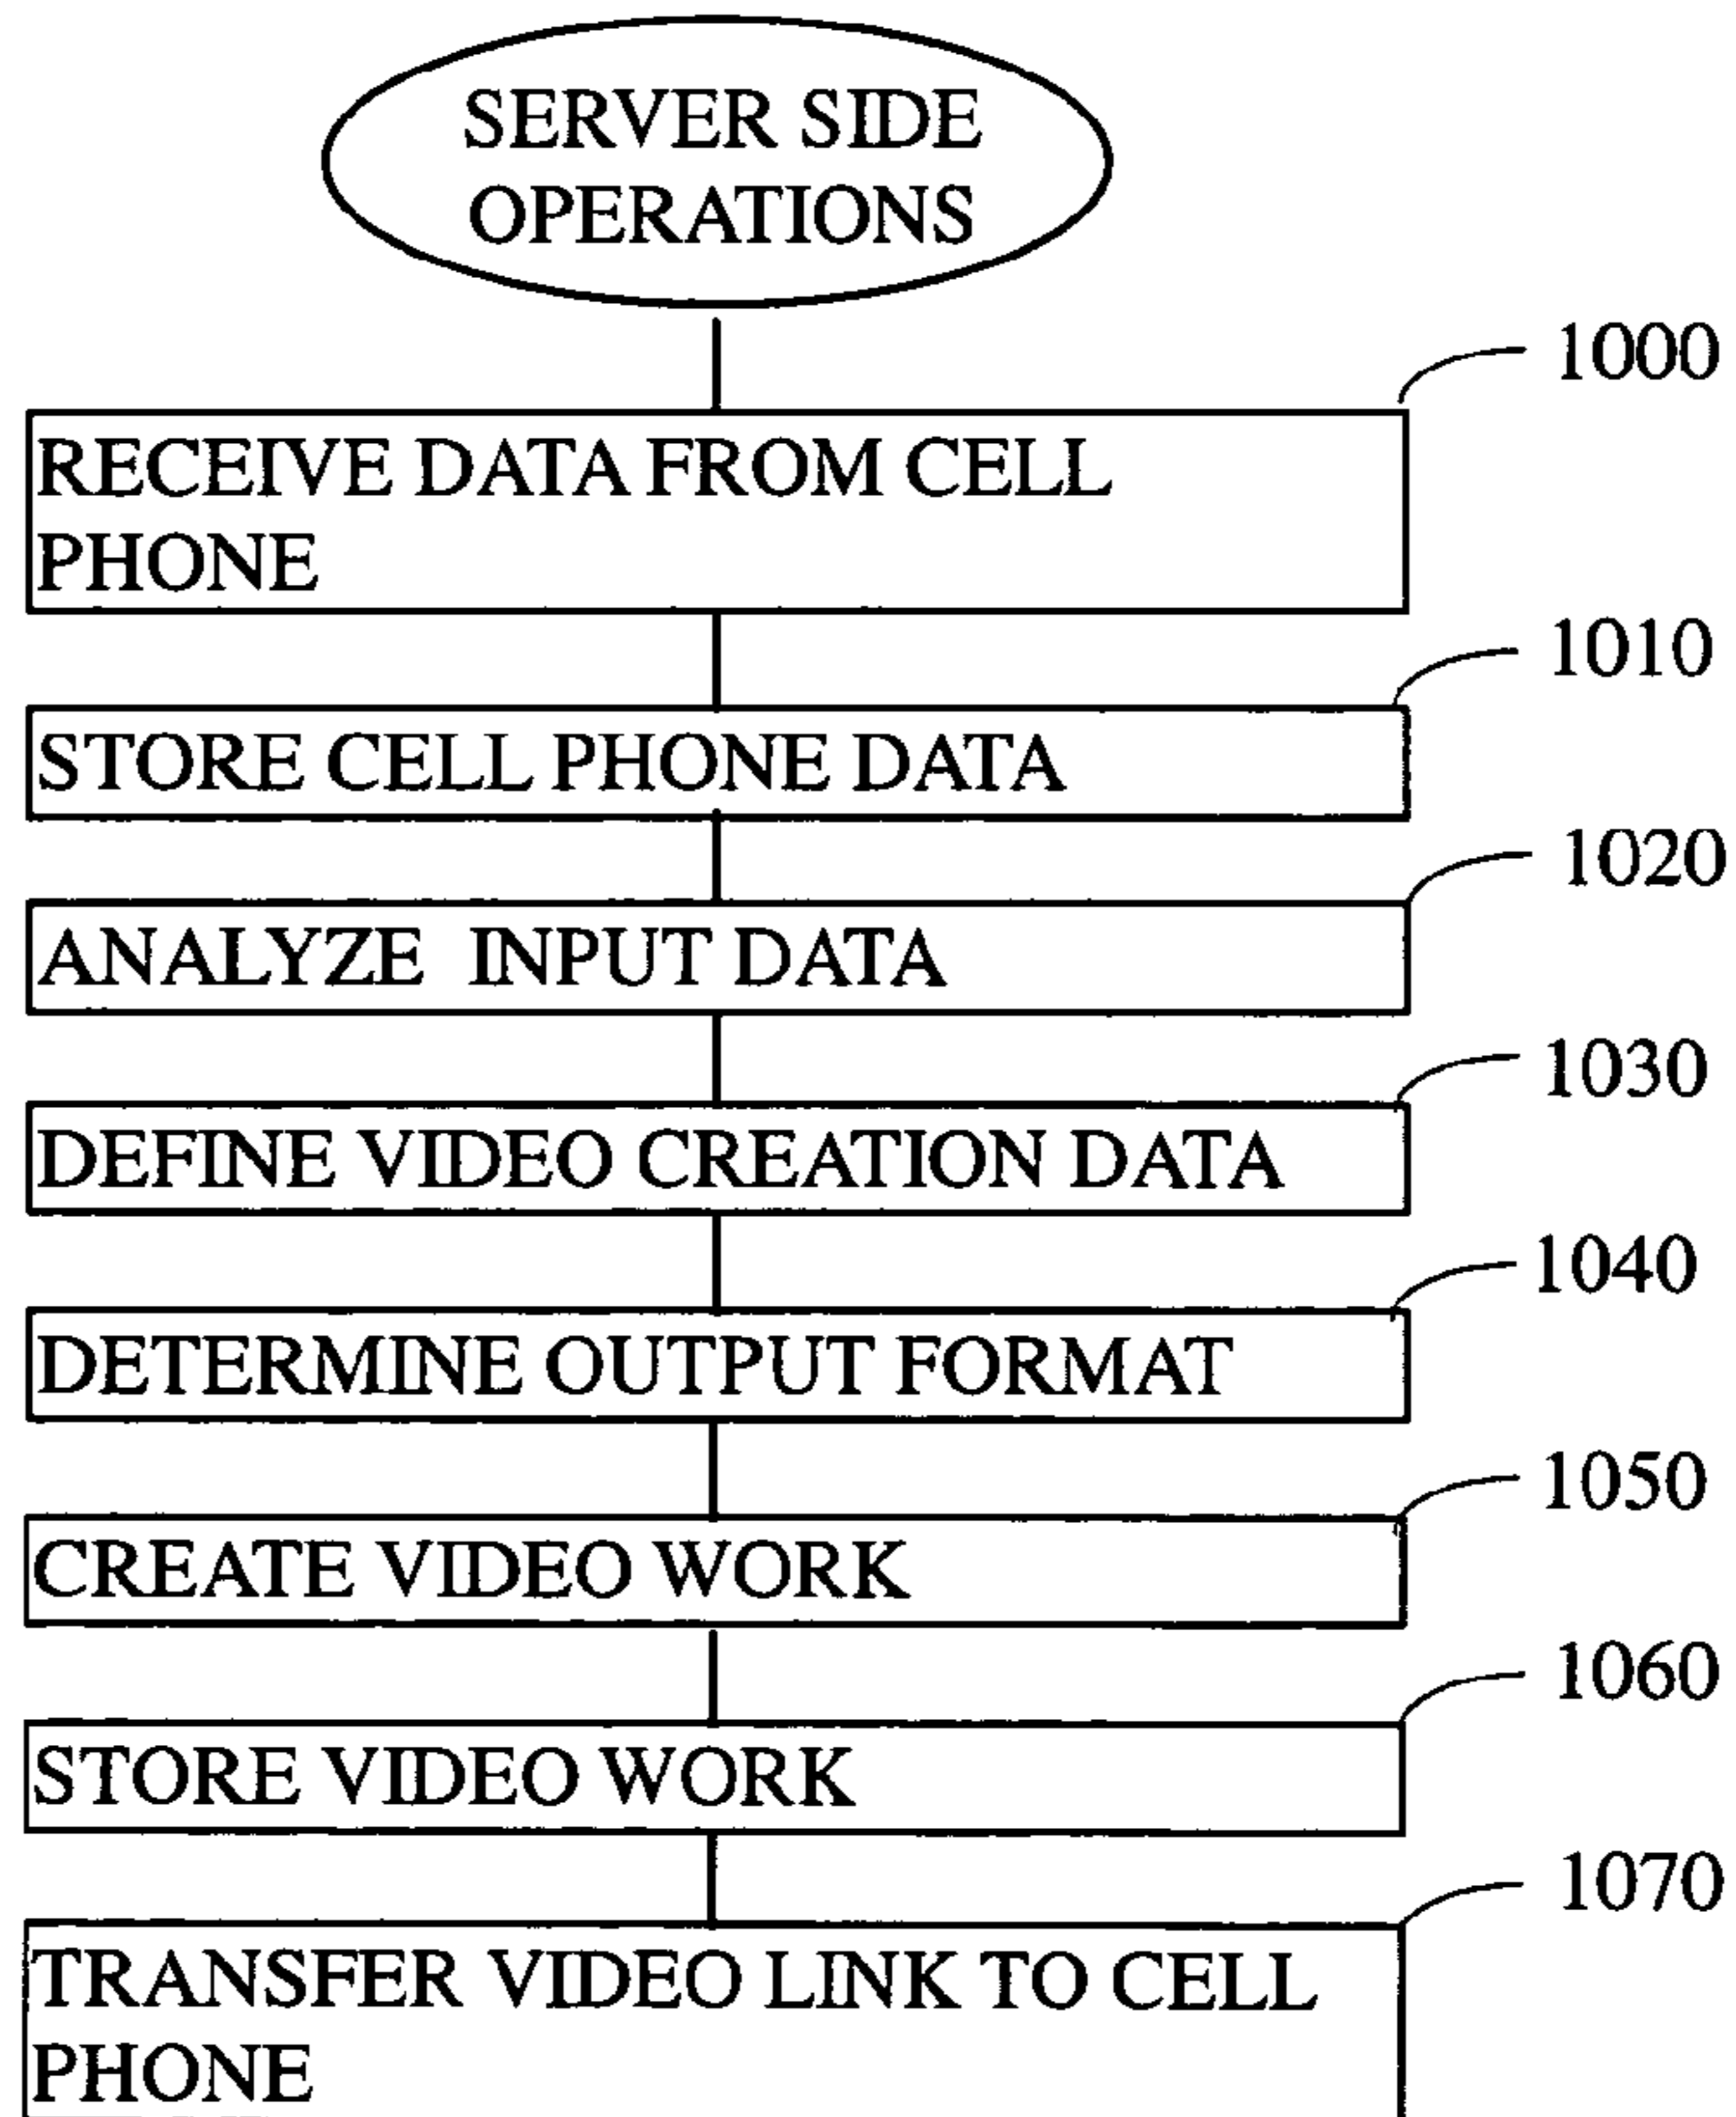 SERVER SIDE
OPERATIONS
1000
RECEIVE DATA FROM CELL
PHONE
1010
STORE CELL PHONE DATA
1020
ANALYZE INPUT DATA
1030
DEFINE VIDEO CREATION DATA
1040
DETERMINE OUTPUT FORMAT
1050
CREATE VIDEO WORK
1060
STORE VIDEO WORK
1070
TRANSFER VIDEO LINK TO CELL
PHONE